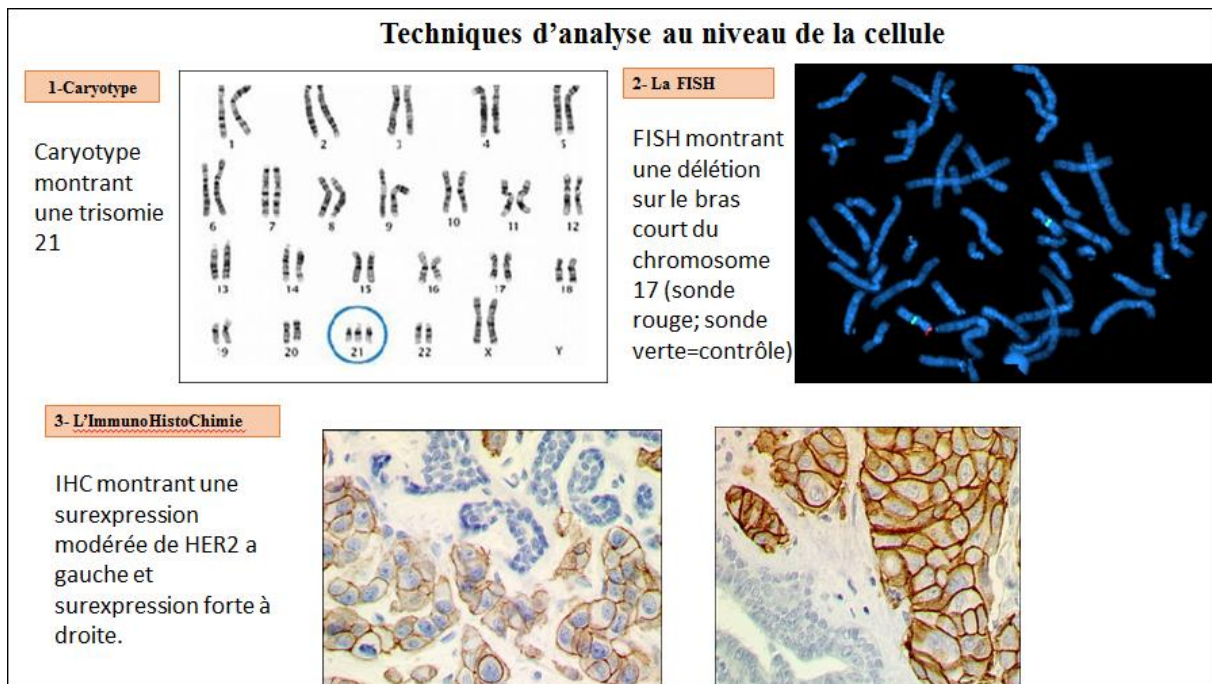 Techniques d'analyse au niveau de la cellule
1-Caryotype
Caryotype
montrant
une trisomie
21
1 2 3 4 5
6 7 8 9 10 11 12
13 14 15 16 17 18
19 20 21 22 X Y
2- La FISH
FISH montrant
une délétion
sur le bras
court du
chromosome
17 (sonde
rouge; sonde
verte=contrôle)
3- L'ImmunoHistoChimie
IHC montrant une
surexpression
modérée de HER2 a
gauche et
surexpression forte à
droite.